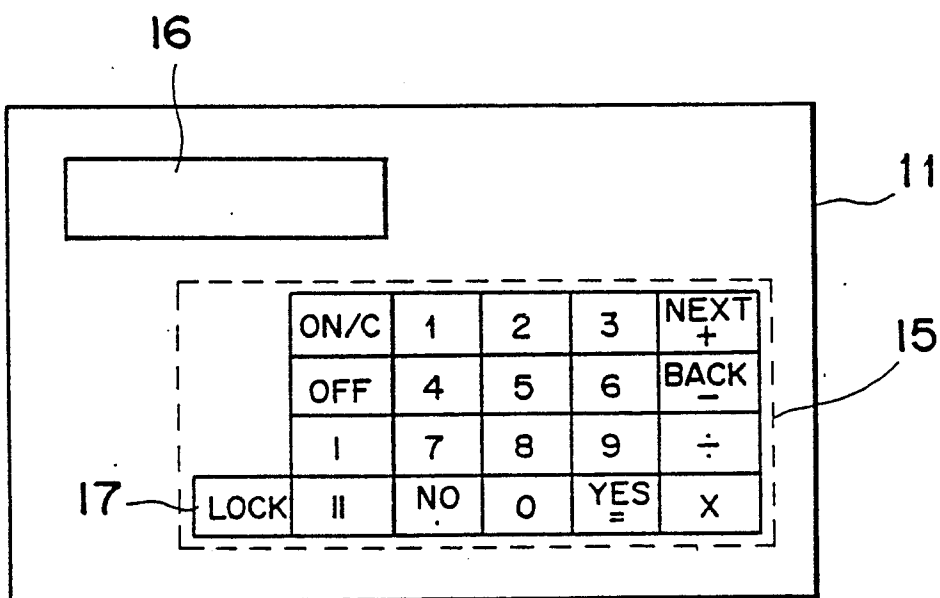 16
11
ON/C 1 2 3 NEXT +
15
OFF 4 5 6 BACK −
I 7 8 9 ÷
17 LOCK II NO . 0 YES = X